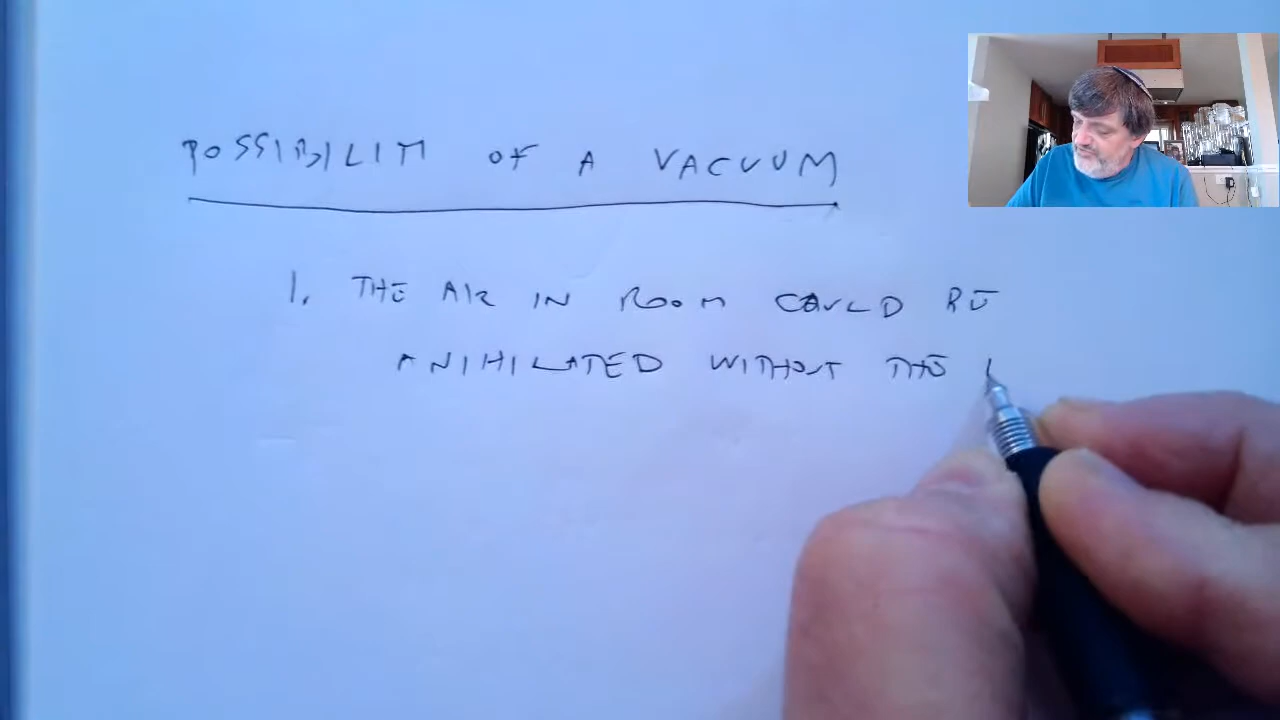 POSSIBILITY OF A VACUUM
1. THE AIR IN ROOM COULD BE
ANIHILATED WITHOUT THE